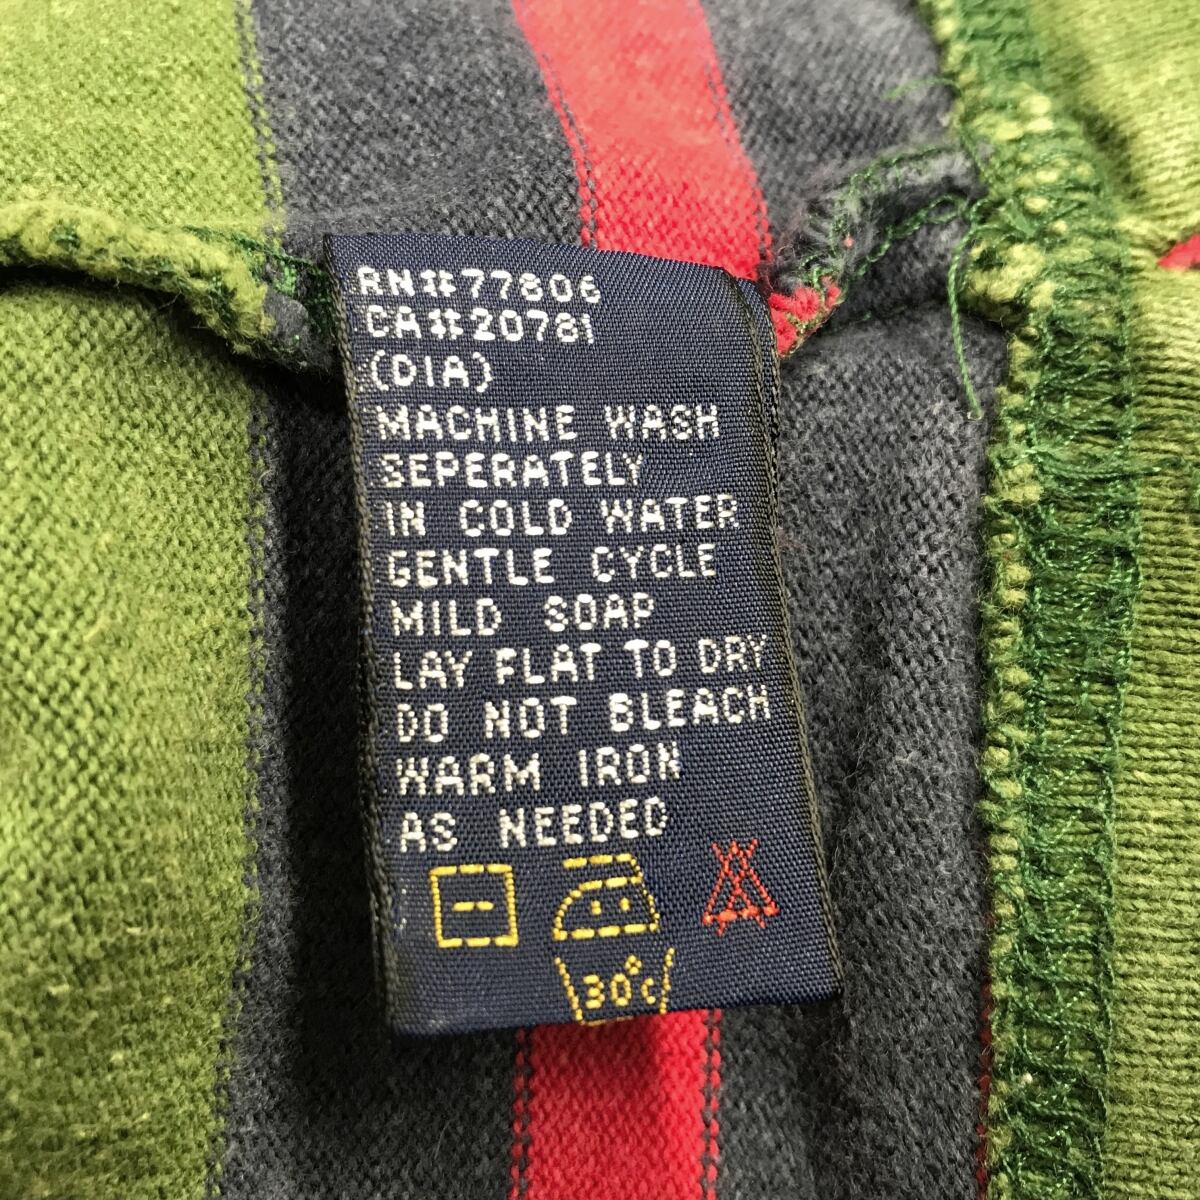 RN#77806
CA#20781
(DIA)
MACHINE WASH
SEPERATELY
IN COLD WATER
GENTLE CYCLE
MILD SOAP
LAY FLAT TO DRY
DO NOT BLEACH
WARM IRON
AS NEEDED
30°C